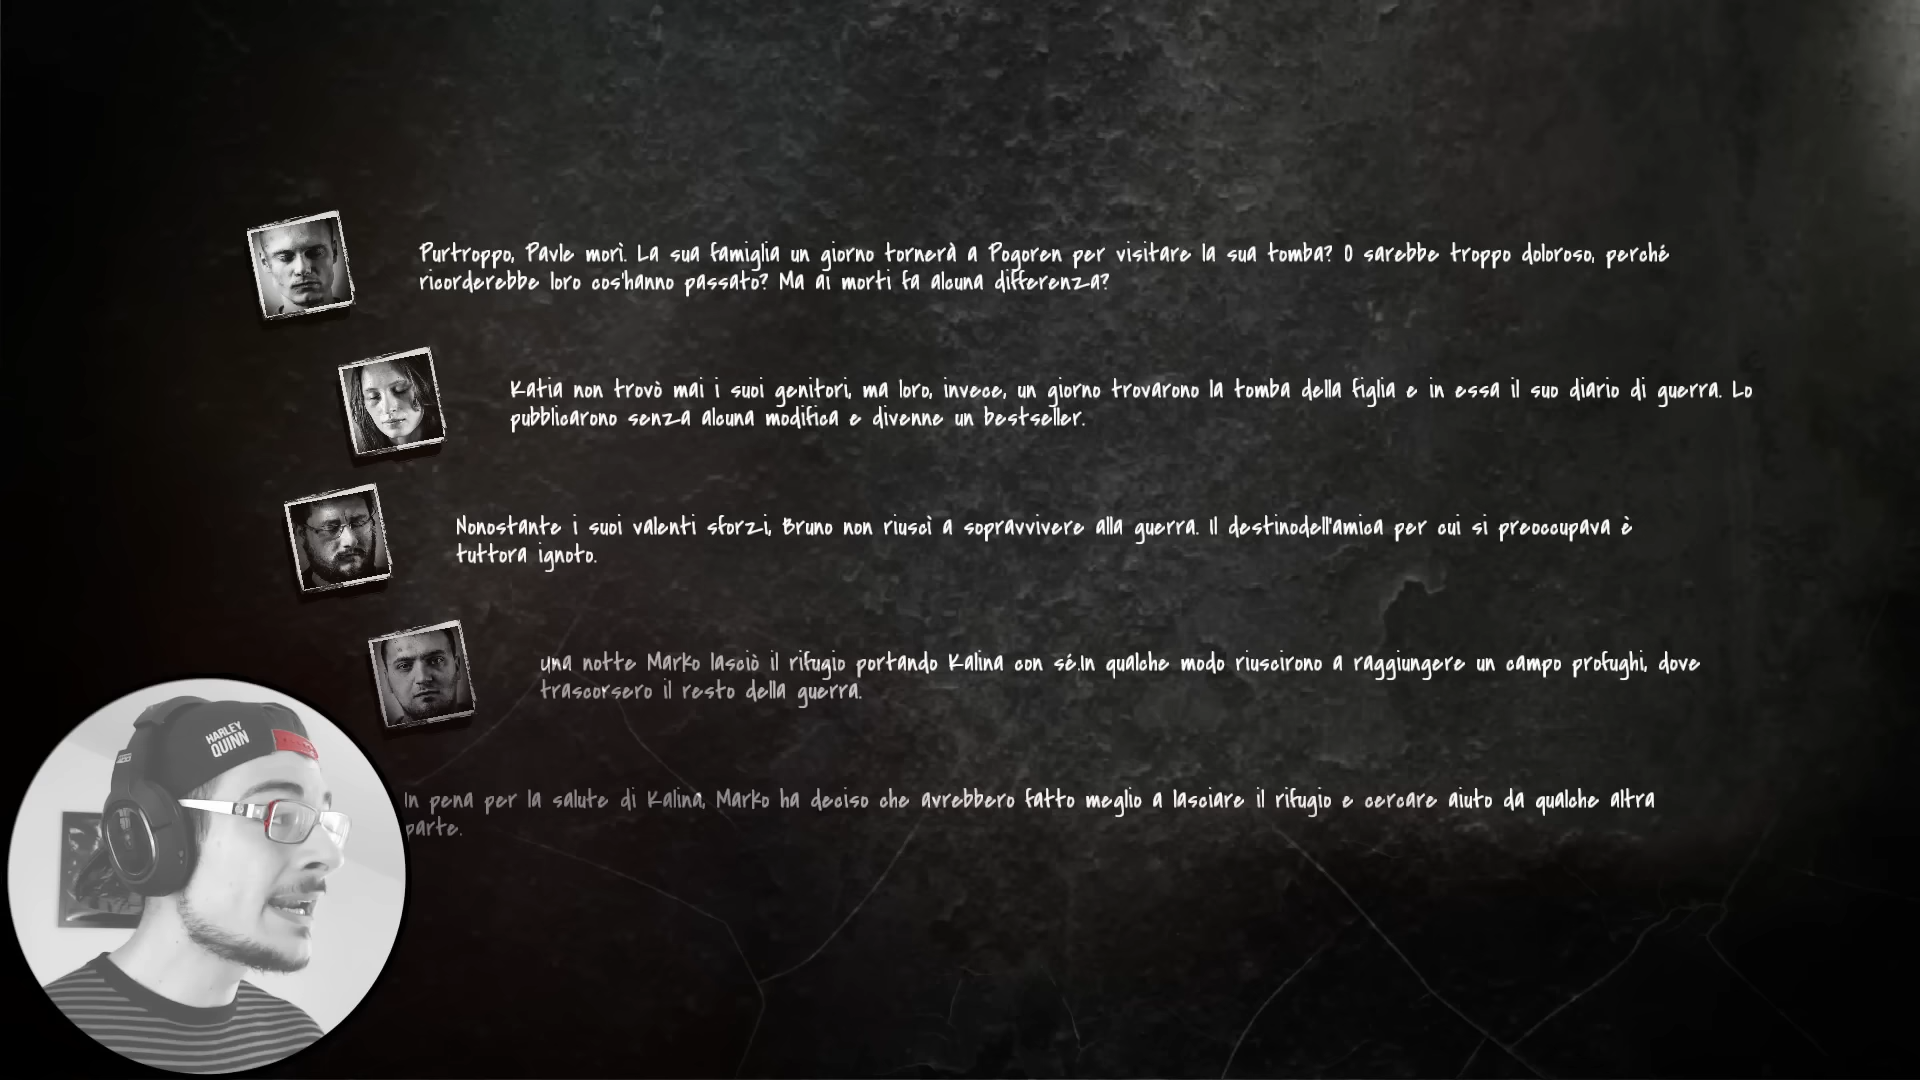 Purtroppo, Pavle morì. La sua famiglia un giorno tornerà a Pogoren per visitare la sua tomba? O sarebbe troppo doloroso, perché
ricorderebbe loro cos'hanno passato? Ma ai morti fa alcuna differenza?
Katia non trovò mai i suoi genitori, ma loro, invece, un giorno trovarono la tomba della figlia e in essa il suo diario di guerra. Lo
pubblicarono senza alcuna modifica e divenne un bestseller.
Nonostante i suoi valenti sforzi, Bruno non riuscì a sopravvivere alla guerra. Il destinodell'amica per cui si preoccupava è
tuttora ignoto.
Una notte Marko lasciò il rifugio portando Kalina con sé.In qualche modo riuscirono a raggiungere un campo profughi, dove
trascorsero il resto della guerra.
In pena per la salute di Kalina, Marko ha deciso che avrebbero fatto meglio a lasciare il rifugio e cercare aiuto da qualche altra
parte.
HARLEY
QUINN